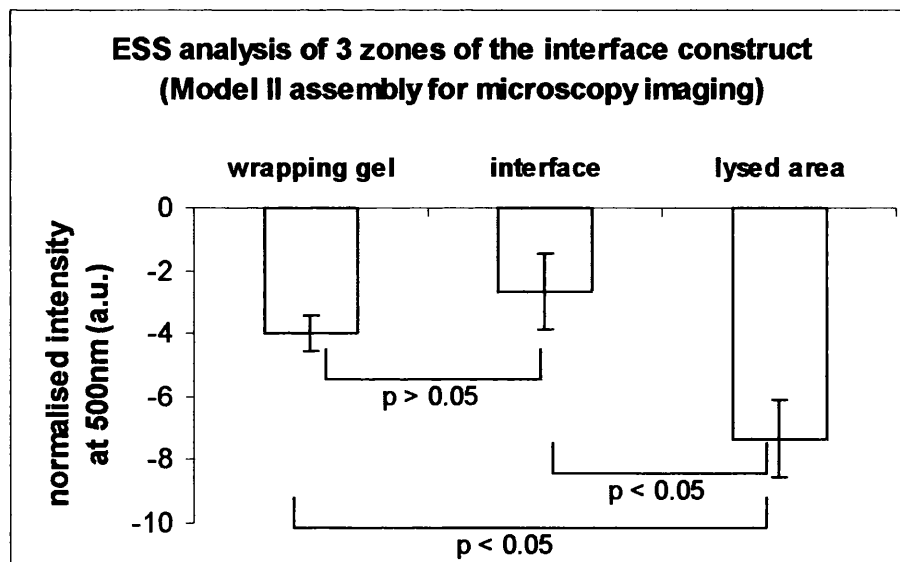 ESS analysis of 3 zones of the interface construct
(Model II assembly for microscopy imaging)
wrapping gel interface lysed area
0
-2
-4
-6
-8
-10
normalised intensity
at 500nm (a.u.)
p > 0.05
p < 0.05
p < 0.05